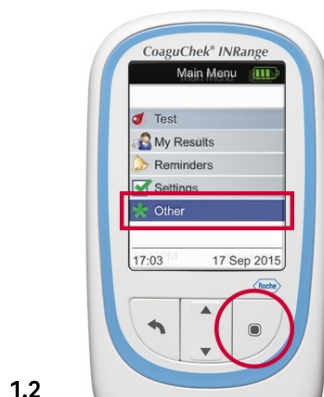 CoaguChek® INRange
Main Menu
Test
My Results
Reminders
Settings
Other
17:03 17 Sep 2015
Roche
1.2